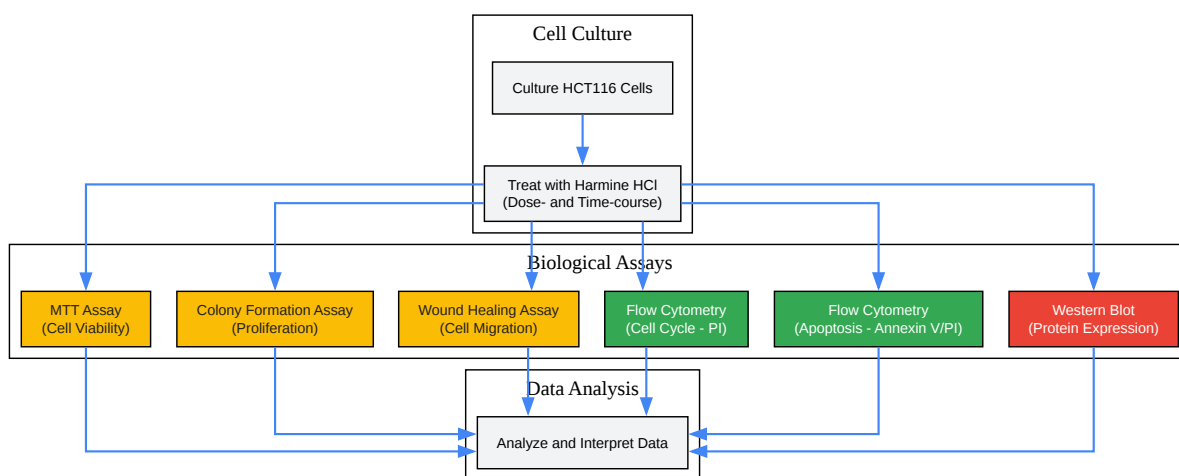 Cell Culture
Culture HCT116 Cells
Treat with Harmine HCl
(Dose- and Time-course)
Biological Assays
MTT Assay
(Cell Viability)
Colony Formation Assay
(Proliferation)
Wound Healing Assay
(Cell Migration)
Flow Cytometry
(Cell Cycle - PI)
Flow Cytometry
(Apoptosis - Annexin V/PI)
Western Blot
(Protein Expression)
Data Analysis
Analyze and Interpret Data